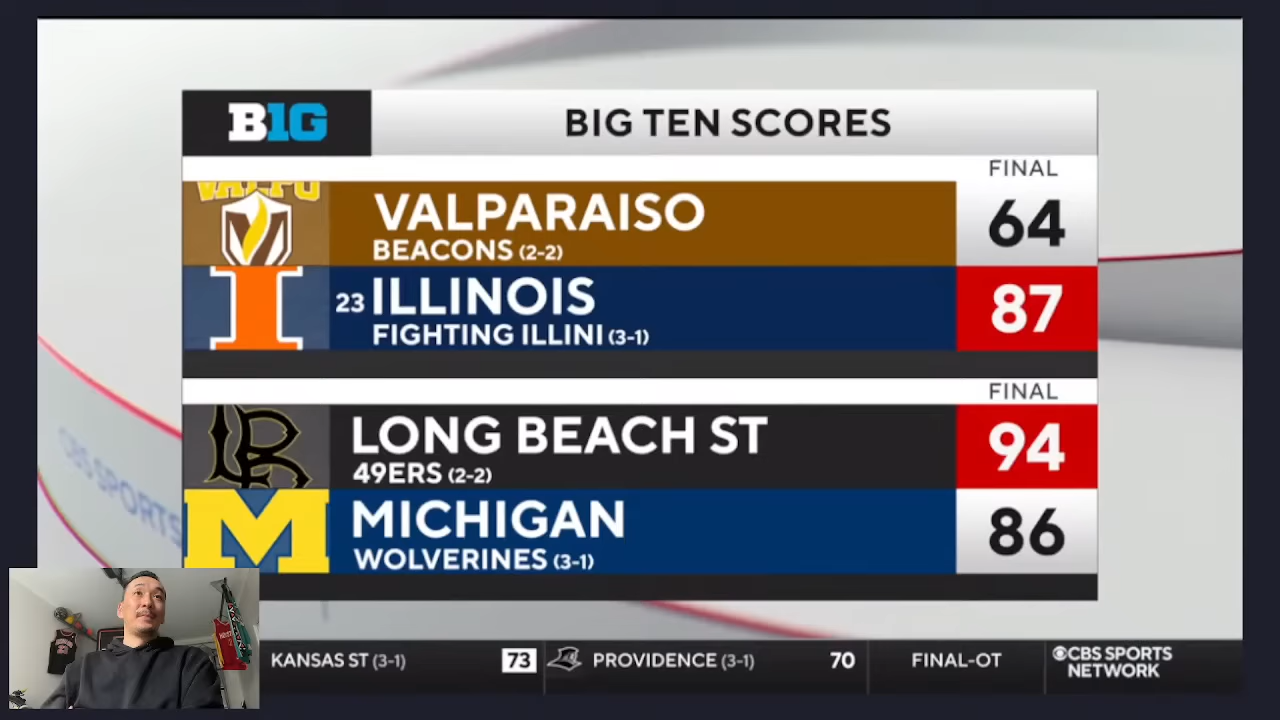 B1G
BIG TEN SCORES
FINAL
VALPO
VALPARAISO
64
BEACONS (2-2)
23 ILLINOIS
87
FIGHTING ILLINI (3-1)
FINAL
LONG BEACH ST
94
49ERS (2-2)
CBS SPORTS
MICHIGAN
86
WOLVERINES (3-1)
KANSAS ST (3-1) 73 PROVIDENCE (3-1) 70 FINAL-OT CBS SPORTS
NETWORK